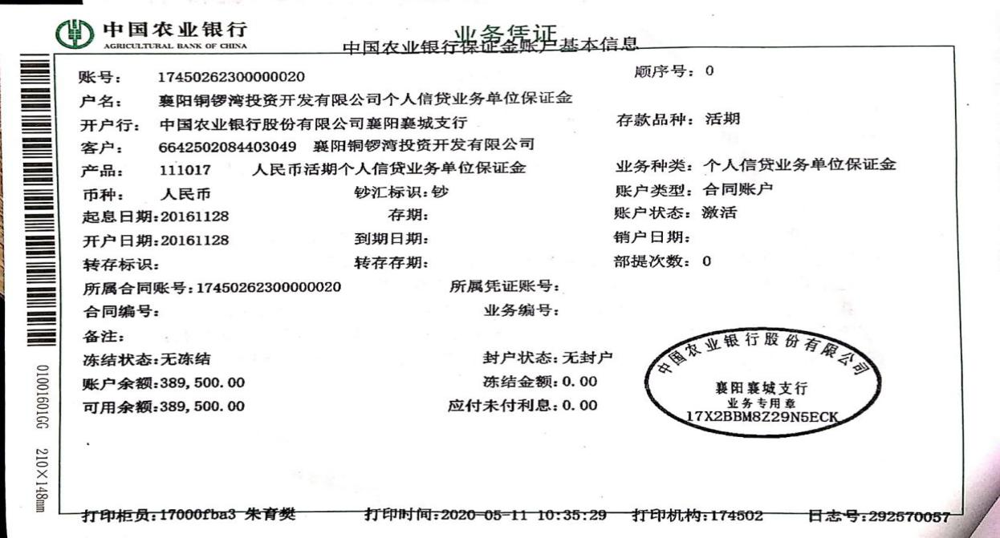 中国农业银行
AGRICULTURAL BANK OF CHINA
业务凭证
中国农业银行保证金账户基本信息
账号： 17450262300000020 顺序号：0
户名： 襄阳铜锣湾投资开发有限公司个人信贷业务单位保证金
开户行： 中国农业银行股份有限公司襄阳襄城支行 存款品种：活期
客户： 6642502084403049 襄阳铜锣湾投资开发有限公司
产品： 111017 人民币活期个人信贷业务单位保证金 业务种类：个人信贷业务单位保证金
币种： 人民币 钞汇标识：钞 账户类型：合同账户
起息日期：20161128 存期： 账户状态：激活
开户日期：20161128 到期日期： 销户日期：
转存标识： 转存存期： 部提次数：0
所属合同账号：17450262300000020 所属凭证账号：
合同编号： 业务编号：
备注：
冻结状态：无冻结 封户状态：无封户
账户余额：389,500.00 冻结金额：0.00
可用余额：389,500.00 应付未付利息：0.00
中国农业银行股份有限公司
襄阳襄城支行
业务专用章
17X2BBM8Z29N5ECK
01001601GG 210×148mm
打印柜员：17000fba3 朱育樊 打印时间：2020-05-11 10:35:29 打印机构：174502 日志号：292570057